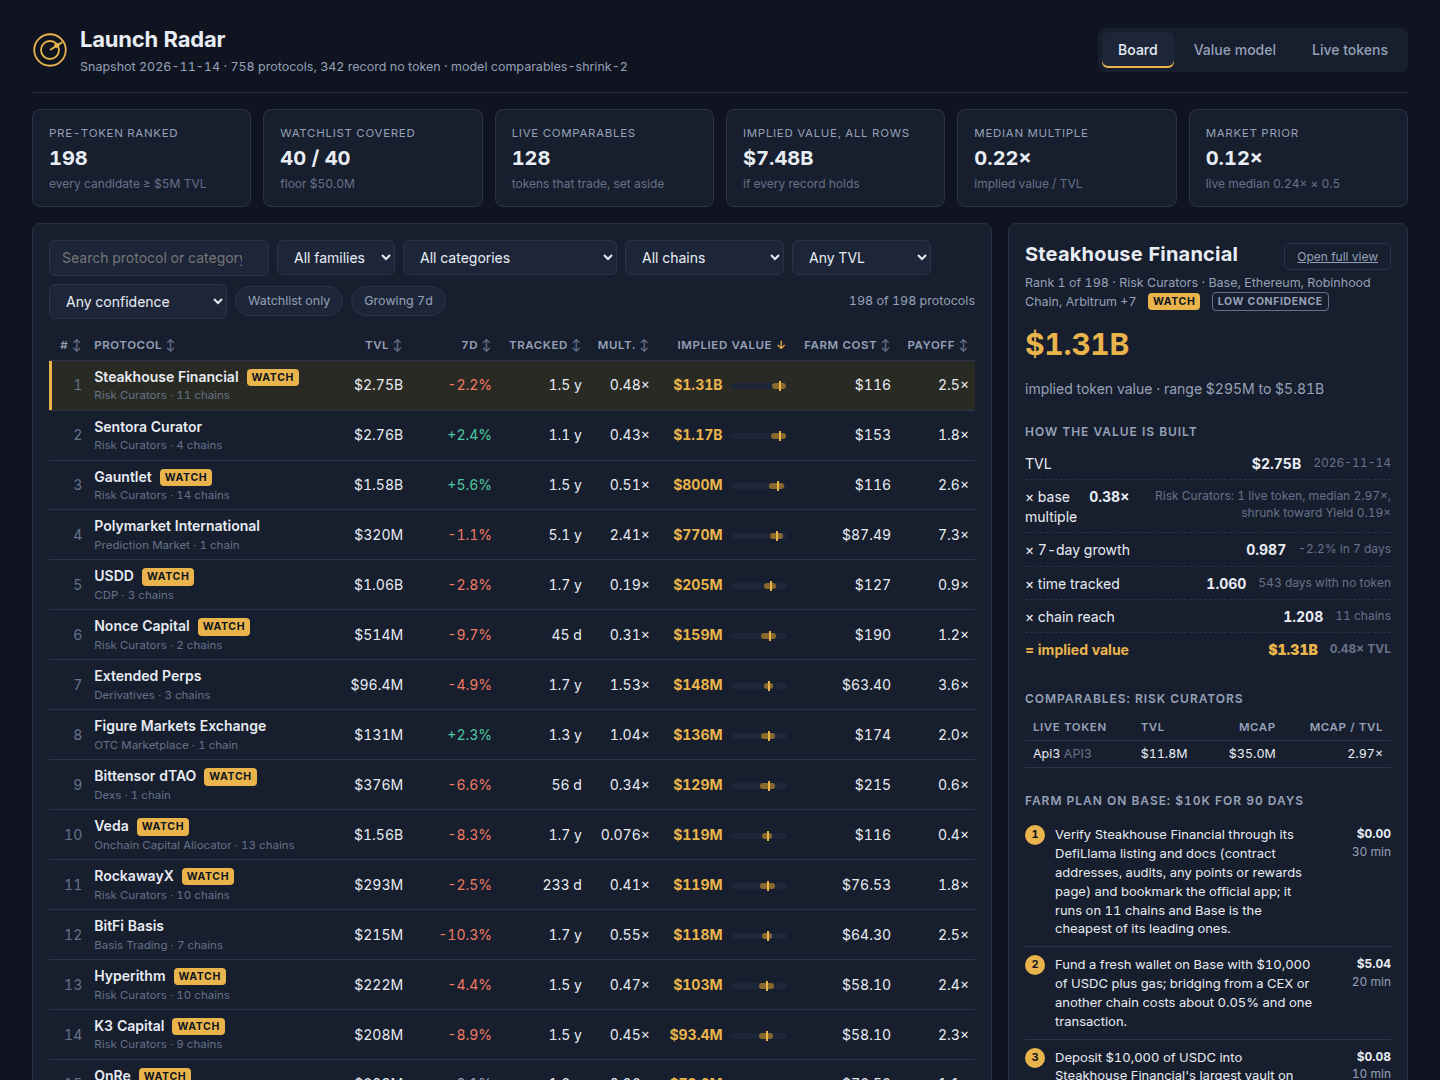 Launch Radar
Snapshot 2026-11-14 · 758 protocols, 342 record no token · model comparables-shrink-2
Board Value model Live tokens
PRE-TOKEN RANKED
198
every candidate ≥ $5M TVL
WATCHLIST COVERED
40 / 40
floor $50.0M
LIVE COMPARABLES
128
tokens that trade, set aside
IMPLIED VALUE, ALL ROWS
$7.48B
if every record holds
MEDIAN MULTIPLE
0.22×
implied value / TVL
MARKET PRIOR
0.12×
live median 0.24× × 0.5
Search protocol or category All families All categories All chains Any TVL
Any confidence Watchlist only Growing 7d 198 of 198 protocols
# PROTOCOL TVL 7D TRACKED MULT. IMPLIED VALUE ↓ FARM COST PAYOFF
1 Steakhouse Financial WATCH $2.75B -2.2% 1.5 y 0.48× $1.31B $116 2.5×
Risk Curators · 11 chains
2 Sentora Curator $2.76B +2.4% 1.1 y 0.43× $1.17B $153 1.8×
Risk Curators · 4 chains
3 Gauntlet WATCH $1.58B +5.6% 1.5 y 0.51× $800M $116 2.6×
Risk Curators · 14 chains
4 Polymarket International $320M -1.1% 5.1 y 2.41× $770M $87.49 7.3×
Prediction Market · 1 chain
5 USDD WATCH $1.06B -2.8% 1.7 y 0.19× $205M $127 0.9×
CDP · 3 chains
6 Nonce Capital WATCH $514M -9.7% 45 d 0.31× $159M $190 1.2×
Risk Curators · 2 chains
7 Extended Perps $96.4M -4.9% 1.7 y 1.53× $148M $63.40 3.6×
Derivatives · 3 chains
8 Figure Markets Exchange $131M +2.3% 1.3 y 1.04× $136M $174 2.0×
OTC Marketplace · 1 chain
9 Bittensor dTAO WATCH $376M -6.6% 56 d 0.34× $129M $215 0.6×
Dexs · 1 chain
10 Veda WATCH $1.56B -8.3% 1.7 y 0.076× $119M $116 0.4×
Onchain Capital Allocator · 13 chains
11 RockawayX WATCH $293M -2.5% 233 d 0.41× $119M $76.53 1.8×
Risk Curators · 10 chains
12 BitFi Basis $215M -10.3% 1.7 y 0.55× $118M $64.30 2.5×
Basis Trading · 7 chains
13 Hyperithm WATCH $222M -4.4% 1.5 y 0.47× $103M $58.10 2.4×
Risk Curators · 10 chains
14 K3 Capital WATCH $208M -8.9% 1.5 y 0.45× $93.4M $58.10 2.3×
Risk Curators · 9 chains
OnRe WATCH
Steakhouse Financial Open full view
Rank 1 of 198 · Risk Curators · Base, Ethereum, Robinhood
Chain, Arbitrum +7 WATCH LOW CONFIDENCE
$1.31B
implied token value · range $295M to $5.81B
HOW THE VALUE IS BUILT
TVL $2.75B 2026-11-14
× base multiple 0.38× Risk Curators: 1 live token, median 2.97×,
shrunk toward Yield 0.19×
× 7-day growth 0.987 -2.2% in 7 days
× time tracked 1.060 543 days with no token
× chain reach 1.208 11 chains
= implied value $1.31B 0.48× TVL
COMPARABLES: RISK CURATORS
LIVE TOKEN TVL MCAP MCAP / TVL
Api3 API3 $11.8M $35.0M 2.97×
FARM PLAN ON BASE: $10K FOR 90 DAYS
1 Verify Steakhouse Financial through its $0.00
DefiLlama listing and docs (contract 30 min
addresses, audits, any points or rewards
page) and bookmark the official app; it
runs on 11 chains and Base is the
cheapest of its leading ones.
2 Fund a fresh wallet on Base with $10,000 $5.04
of USDC plus gas; bridging from a CEX or 20 min
another chain costs about 0.05% and one
transaction.
3 Deposit $10,000 of USDC into $0.08
Steakhouse Financial's largest vault on 10 min